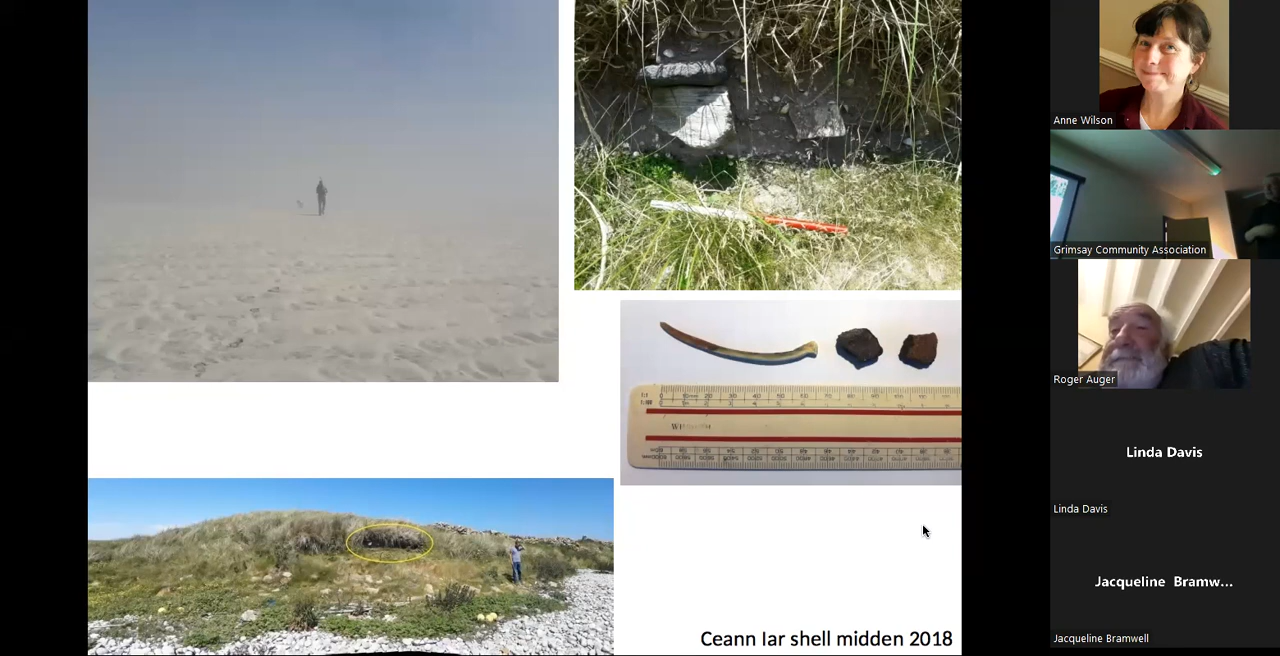 Ceann Iar shell midden 2018
Anne Wilson
Grimsay Community Association
Roger Auger
Linda Davis
Linda Davis
Jacqueline Bramw...
Jacqueline Bramwell